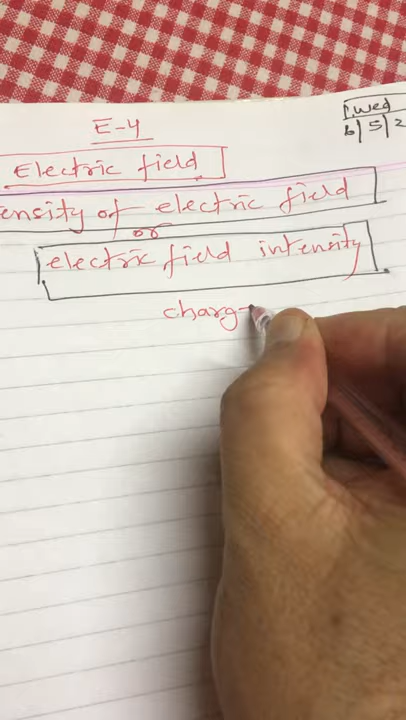 Wed
E-4
6|5|2
Electric field
ensity of electric field
or
electric field intensity
charg